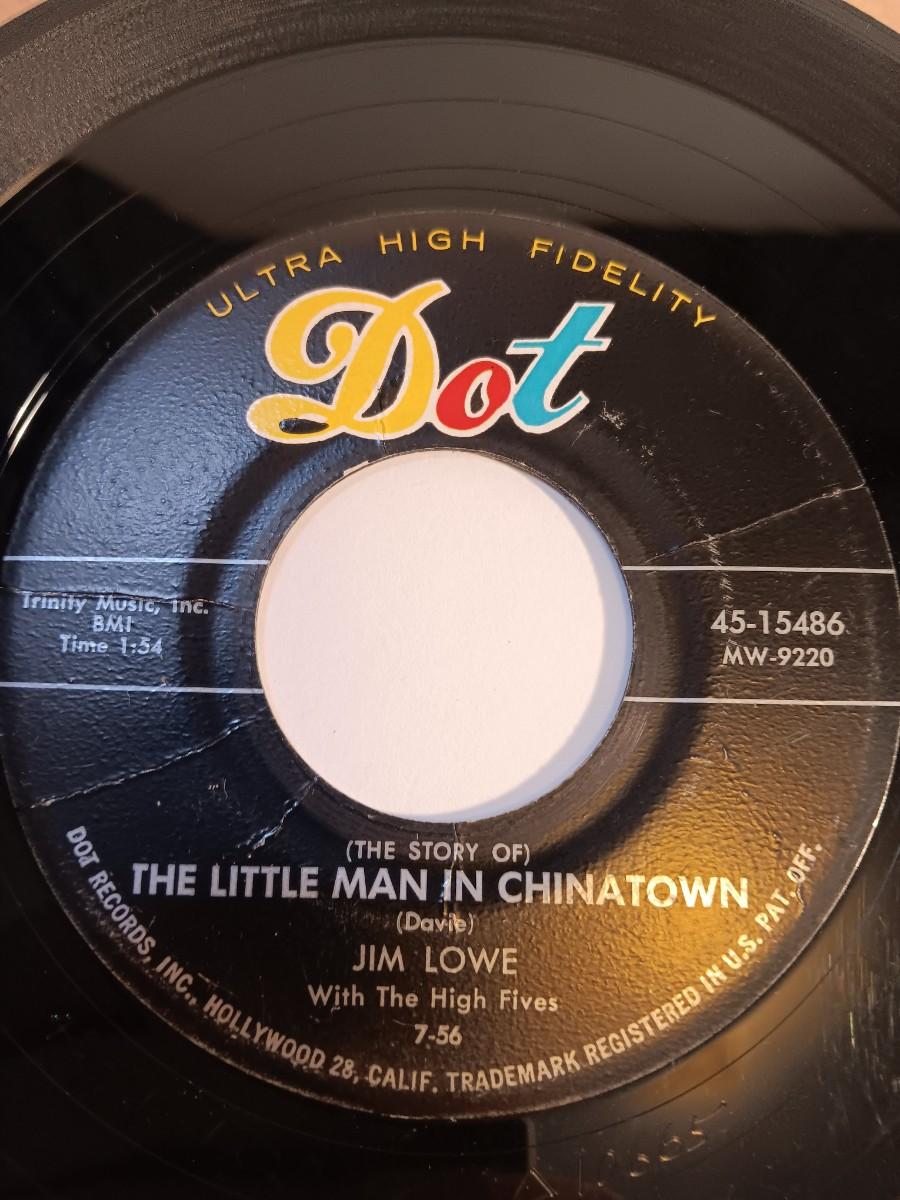 ULTRA HIGH FIDELITY
Dot
Trinity Music, Inc.
BMI
Time 1:54
45-15486
MW-9220
(THE STORY OF)
THE LITTLE MAN IN CHINATOWN
(Davie)
JIM LOWE
With The High Fives
7-56
DOT RECORDS, INC., HOLLYWOOD 28, CALIF. TRADEMARK REGISTERED IN U.S. PAT. OFF.